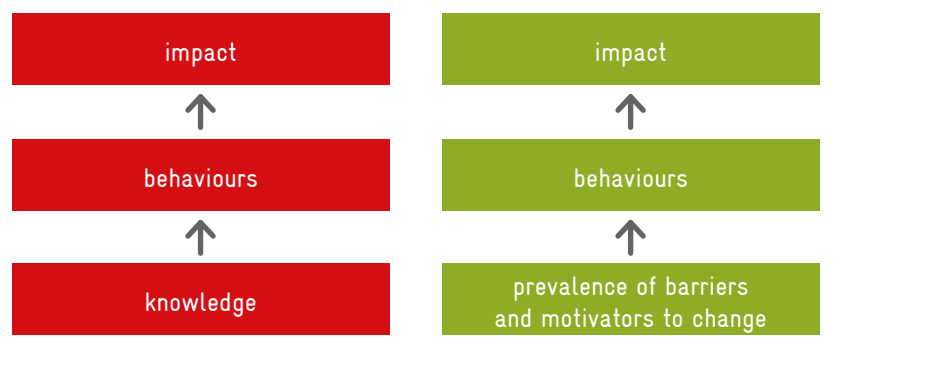 impact
behaviours
knowledge
impact
behaviours
prevalence of barriers
and motivators to change